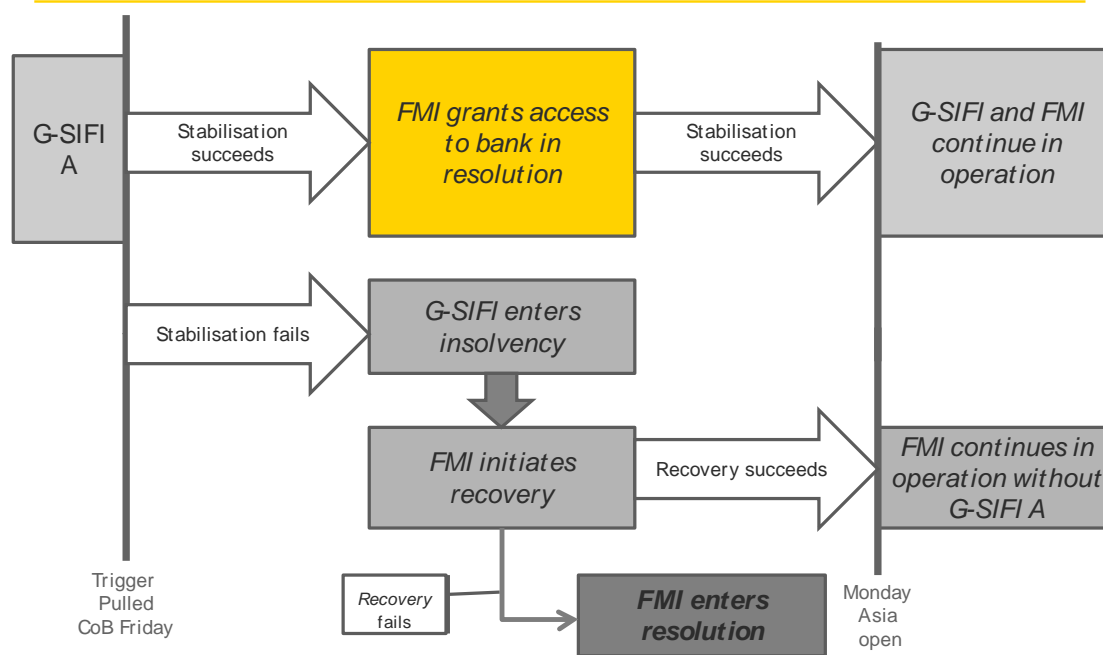 G-SIFI
A
Stabilisation
succeeds
FMI grants access
to bank in
resolution
Stabilisation
succeeds
G-SIFI and FMI
continue in
operation
Stabilisation fails
G-SIFI enters
insolvency
FMI initiates
recovery
Recovery succeeds
FMI continues in
operation without
G-SIFI A
Trigger
Pulled
CoB Friday
Recovery
fails
FMI enters
resolution
Monday
Asia
open